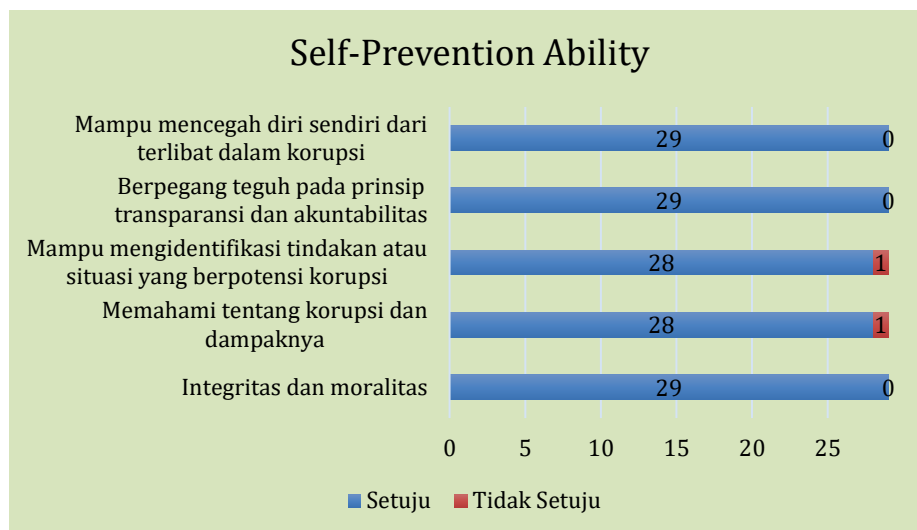 Self-Prevention Ability
Mampu mencegah diri sendiri dari
terlibat dalam korupsi
29 0
Berpegang teguh pada prinsip
transparansi dan akuntabilitas
29 0
Mampu mengidentifikasi tindakan atau
situasi yang berpotensi korupsi
28 1
Memahami tentang korupsi dan
dampaknya
28 1
Integritas dan moralitas
29 0
0 5 10 15 20 25
Setuju Tidak Setuju